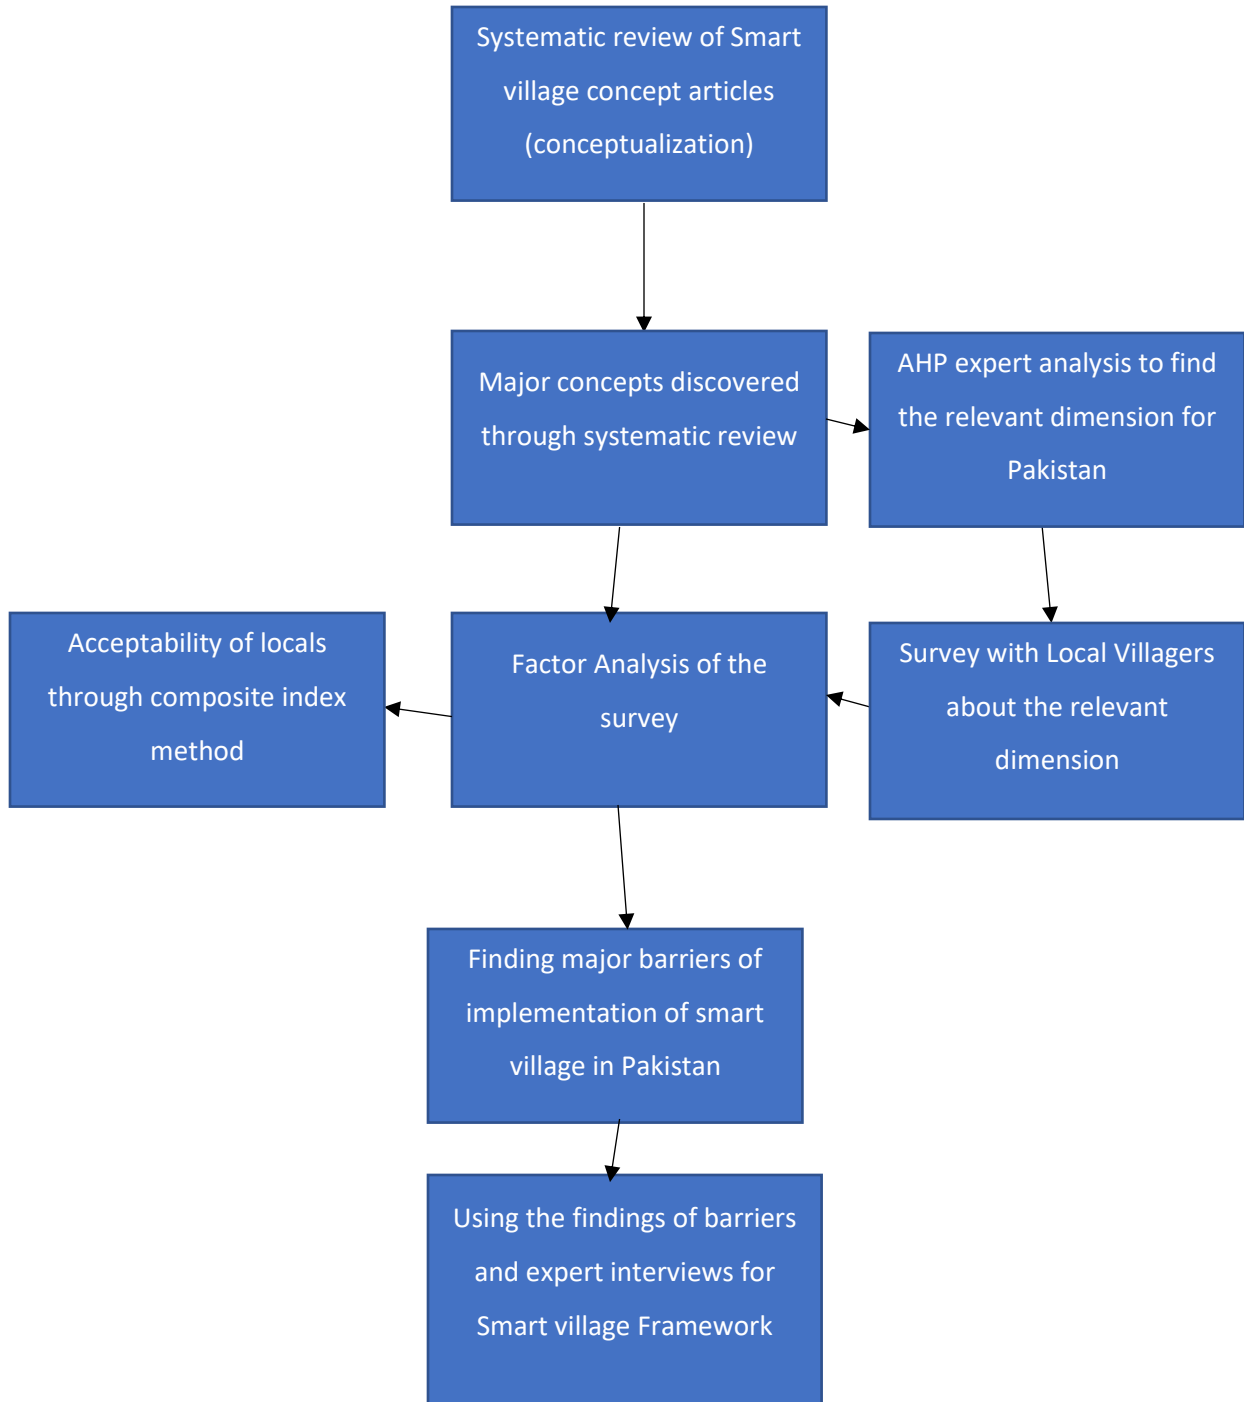 Systematic review of Smart
village concept articles
(conceptualization)
Major concepts discovered
through systematic review
AHP expert analysis to find
the relevant dimension for
Pakistan
Acceptability of locals
through composite index
method
Factor Analysis of the
survey
Survey with Local Villagers
about the relevant
dimension
Finding major barriers of
implementation of smart
village in Pakistan
Using the findings of barriers
and expert interviews for
Smart village Framework